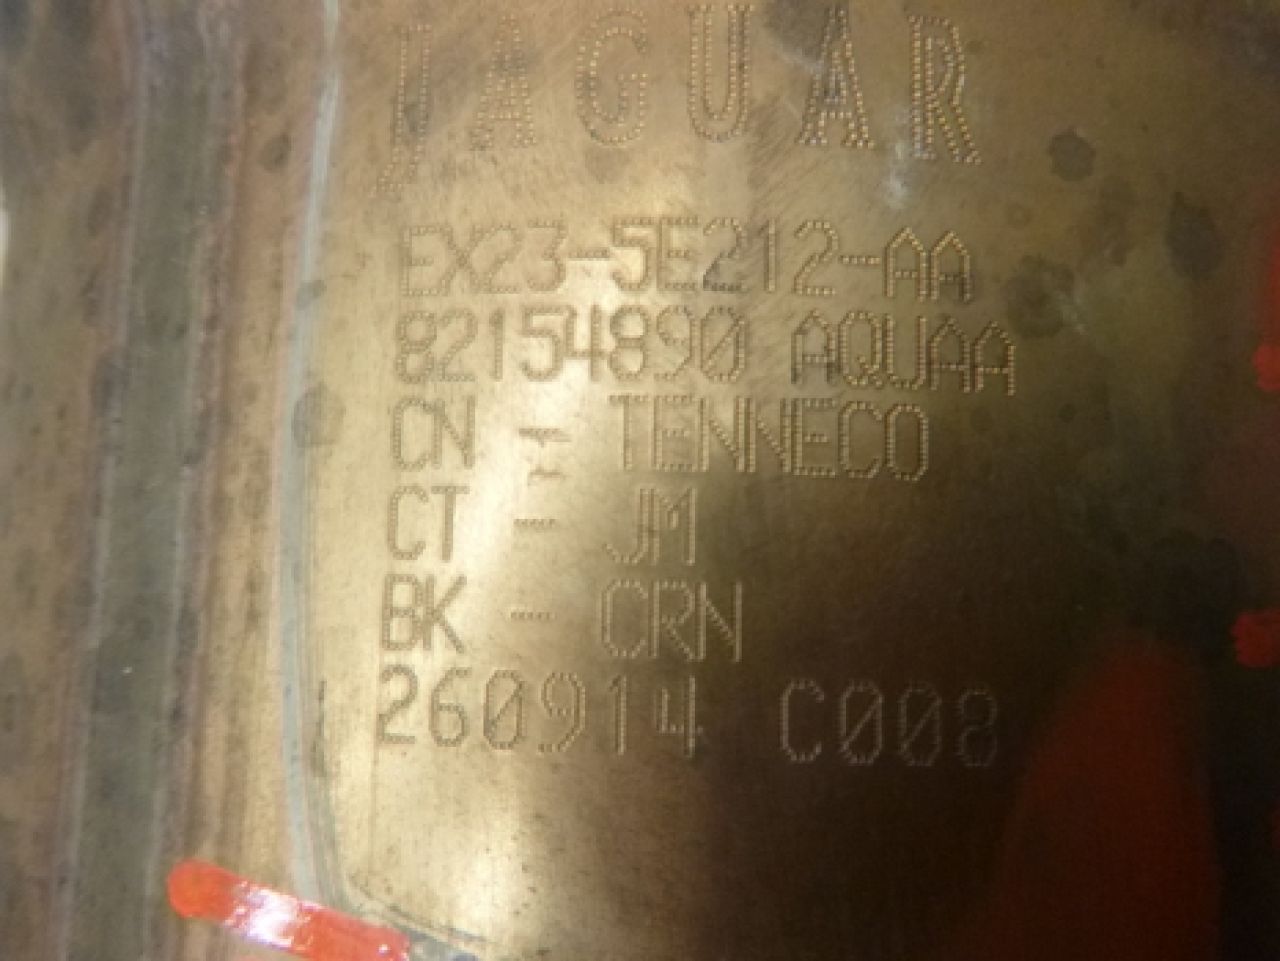 JAGUAR
EX23-5E212-AA
82154890 AQUAA
CN - TENNECO
CT - JM
BK - CRN
260914 C008